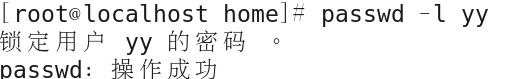 [root@localhost home]# passwd -l yy
锁定用户 yy 的密码 。
passwd: 操作成功